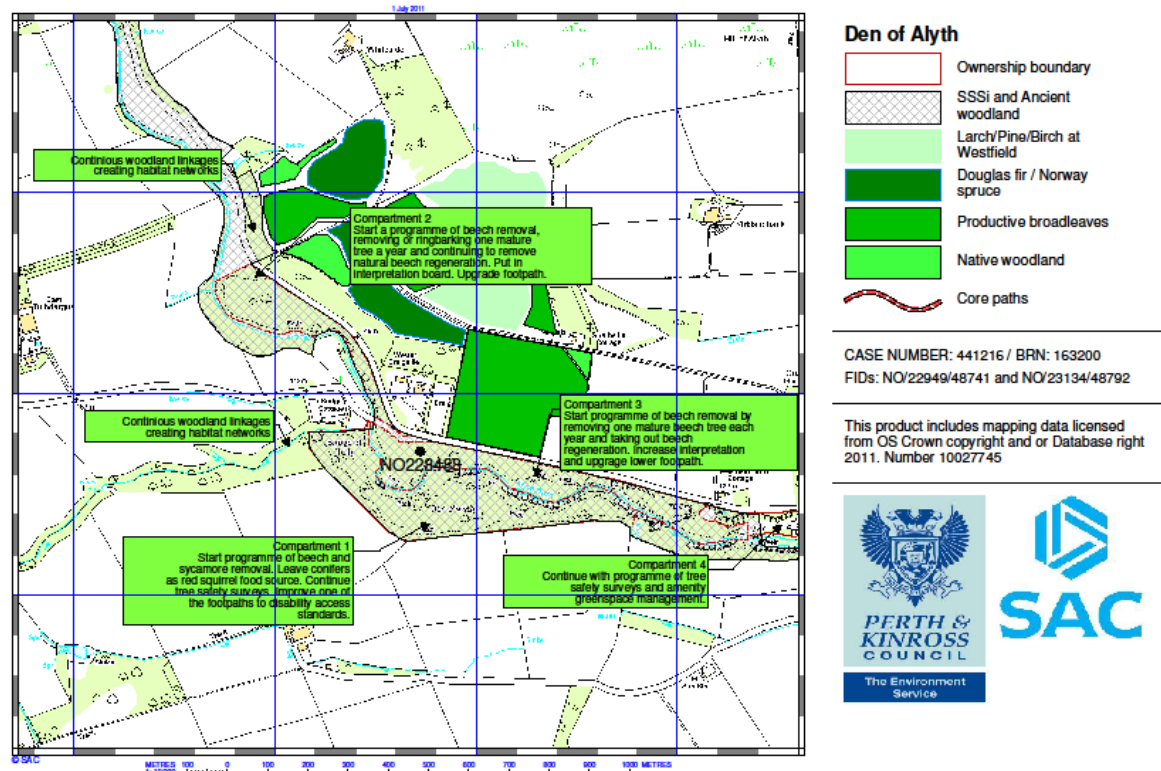 1 July 2011
Continious woodland linkages
creating habitat networks
Compartment 2
Start a programme of beech removal,
removing or ringbarking one mature
tree a year and continuing to remove
natural beech regeneration. Put in
interpretation board. Upgrade footpath.
Continious woodland linkages
creating habitat networks
Compartment 3
Start programme of beech removal by
removing one mature beech tree each
year and taking out beech
regeneration. Increase interpretation
and upgrage lower footpath.
NO228488
Compartment 1
Start programme of beech and
sycamore removal. Leave conifers
as red squirrel food source. Continue
tree safety surveys. Improve one of
the footpaths to disability access
standards.
Compartment 4
Continue with programme of tree
safety surveys and amenity
greenspace management.
© SAC
METRES 100 0 100 200 300 400 500 600 700 800 900 1000 METRES
Den of Alyth
Ownership boundary
SSSi and Ancient
woodland
Larch/Pine/Birch at
Westfield
Douglas fir / Norway
spruce
Productive broadleaves
Native woodland
Core paths
CASE NUMBER: 441216 / BRN: 163200
FIDs: NO/22949/48741 and NO/23134/48792
This product includes mapping data licensed
from OS Crown copyright and or Database right
2011. Number 10027745
PERTH &
KINROSS
COUNCIL
The Environment
Service
SAC